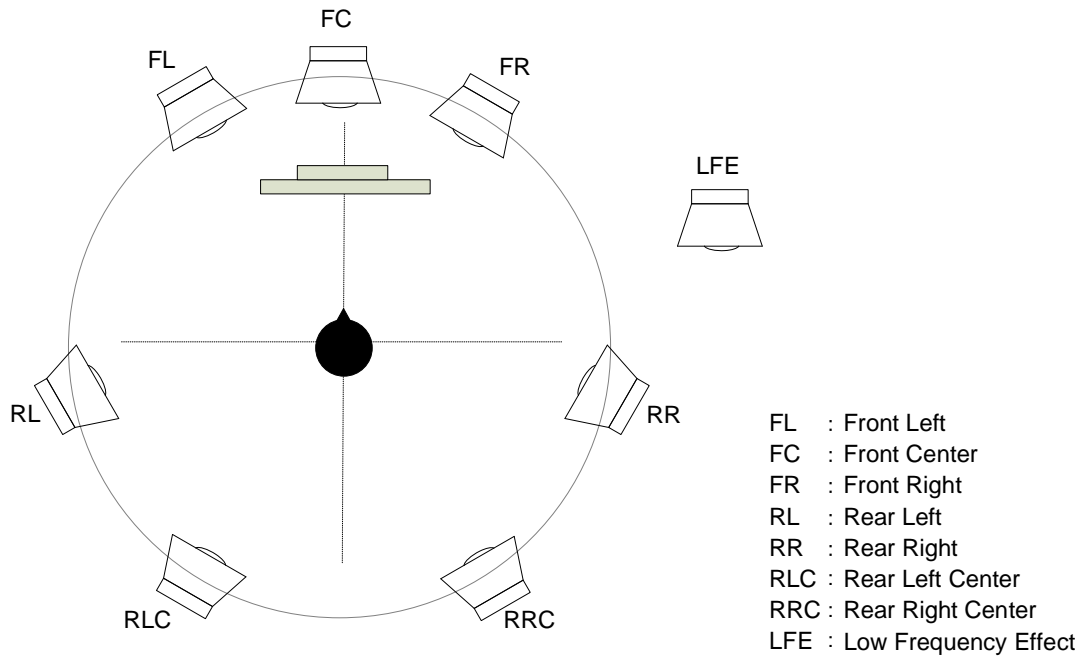 FC
FL
FR
LFE
RL
RR
RLC
RRC
FL : Front Left
FC : Front Center
FR : Front Right
RL : Rear Left
RR : Rear Right
RLC : Rear Left Center
RRC : Rear Right Center
LFE : Low Frequency Effect